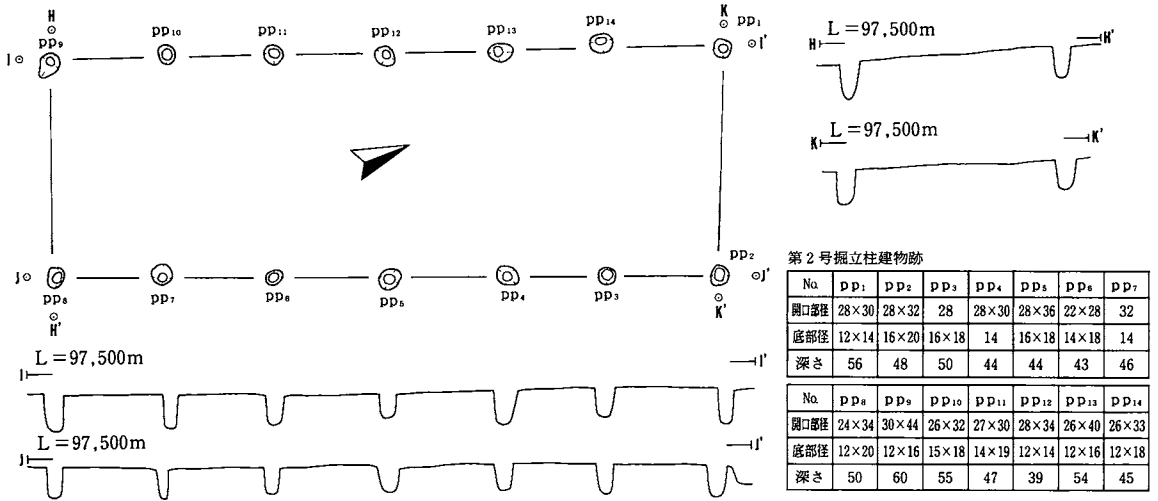 H
pp₉
pp₁₀
pp₁₁
pp₁₂
pp₁₃
pp₁₄
K
pp₁
I
I'
J
pp₈
H'
pp₇
pp₆
pp₅
pp₄
pp₃
pp₂
K'
J'
L＝97,500m
I
I'
L＝97,500m
J
J'
L＝97,500m
H
H'
L＝97,500m
K
K'
第2号掘立柱建物跡
No. pp₁ pp₂ pp₃ pp₄ pp₅ pp₆ pp₇
開口部径 28×30 28×32 28 28×30 28×36 22×28 32
底部径 12×14 16×20 16×18 14 16×18 14×18 14
深さ 56 48 50 44 44 43 46
No. pp₈ pp₉ pp₁₀ pp₁₁ pp₁₂ pp₁₃ pp₁₄
開口部径 24×34 30×44 26×32 27×30 28×34 26×40 26×33
底部径 12×20 12×16 15×18 14×19 12×14 12×16 12×18
深さ 50 60 55 47 39 54 45